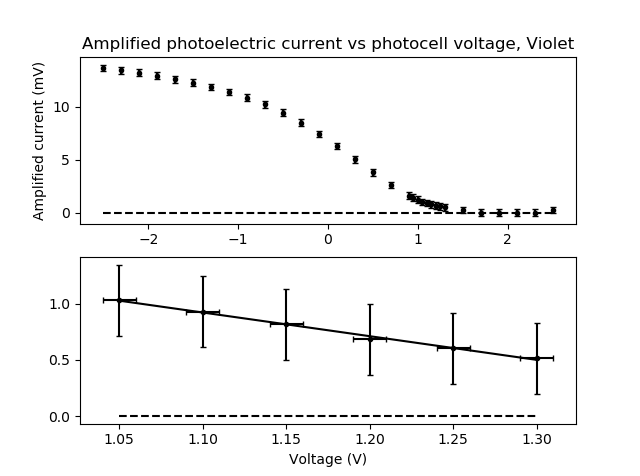 Amplified photoelectric current vs photocell voltage, Violet
Amplified current (mV)
10
5
0
−2 −1 0 1 2
1.0
0.5
0.0
1.05 1.10 1.15 1.20 1.25 1.30
Voltage (V)